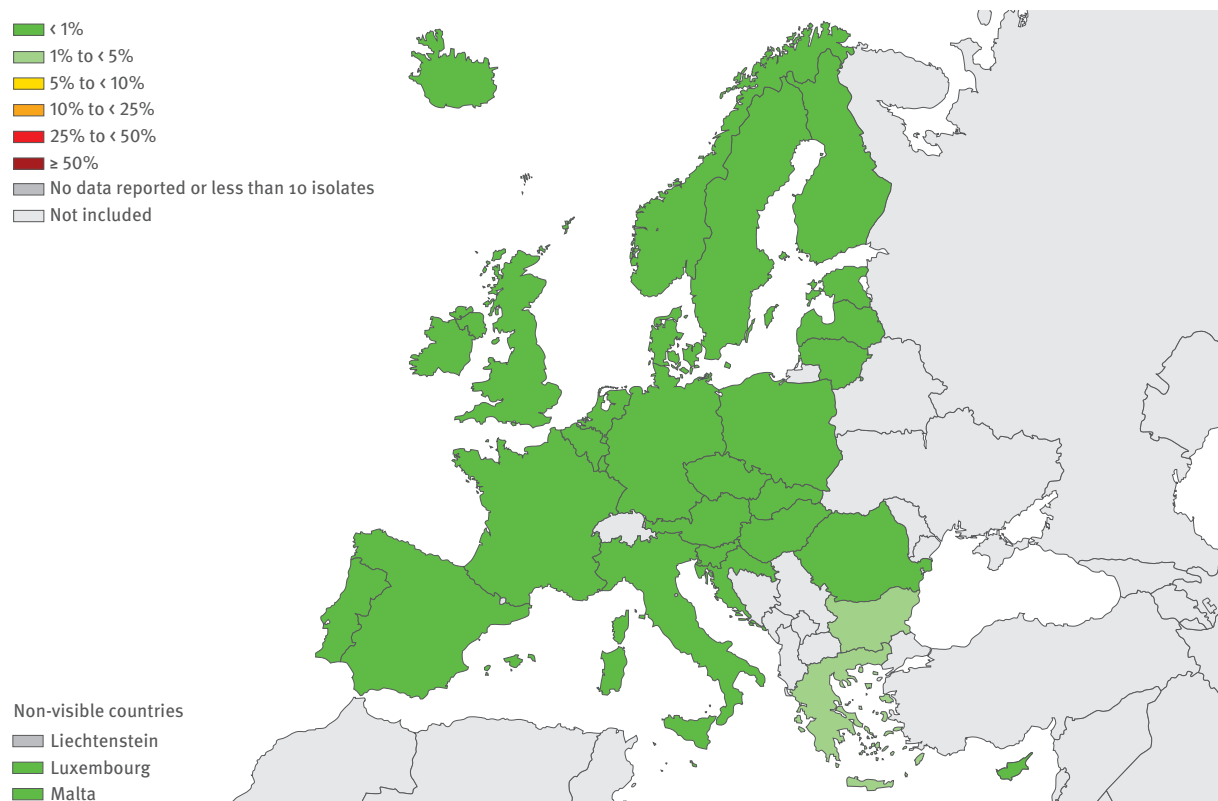 < 1%
1% to < 5%
5% to < 10%
10% to < 25%
25% to < 50%
≥ 50%
No data reported or less than 10 isolates
Not included
Non-visible countries
Liechtenstein
Luxembourg
Malta